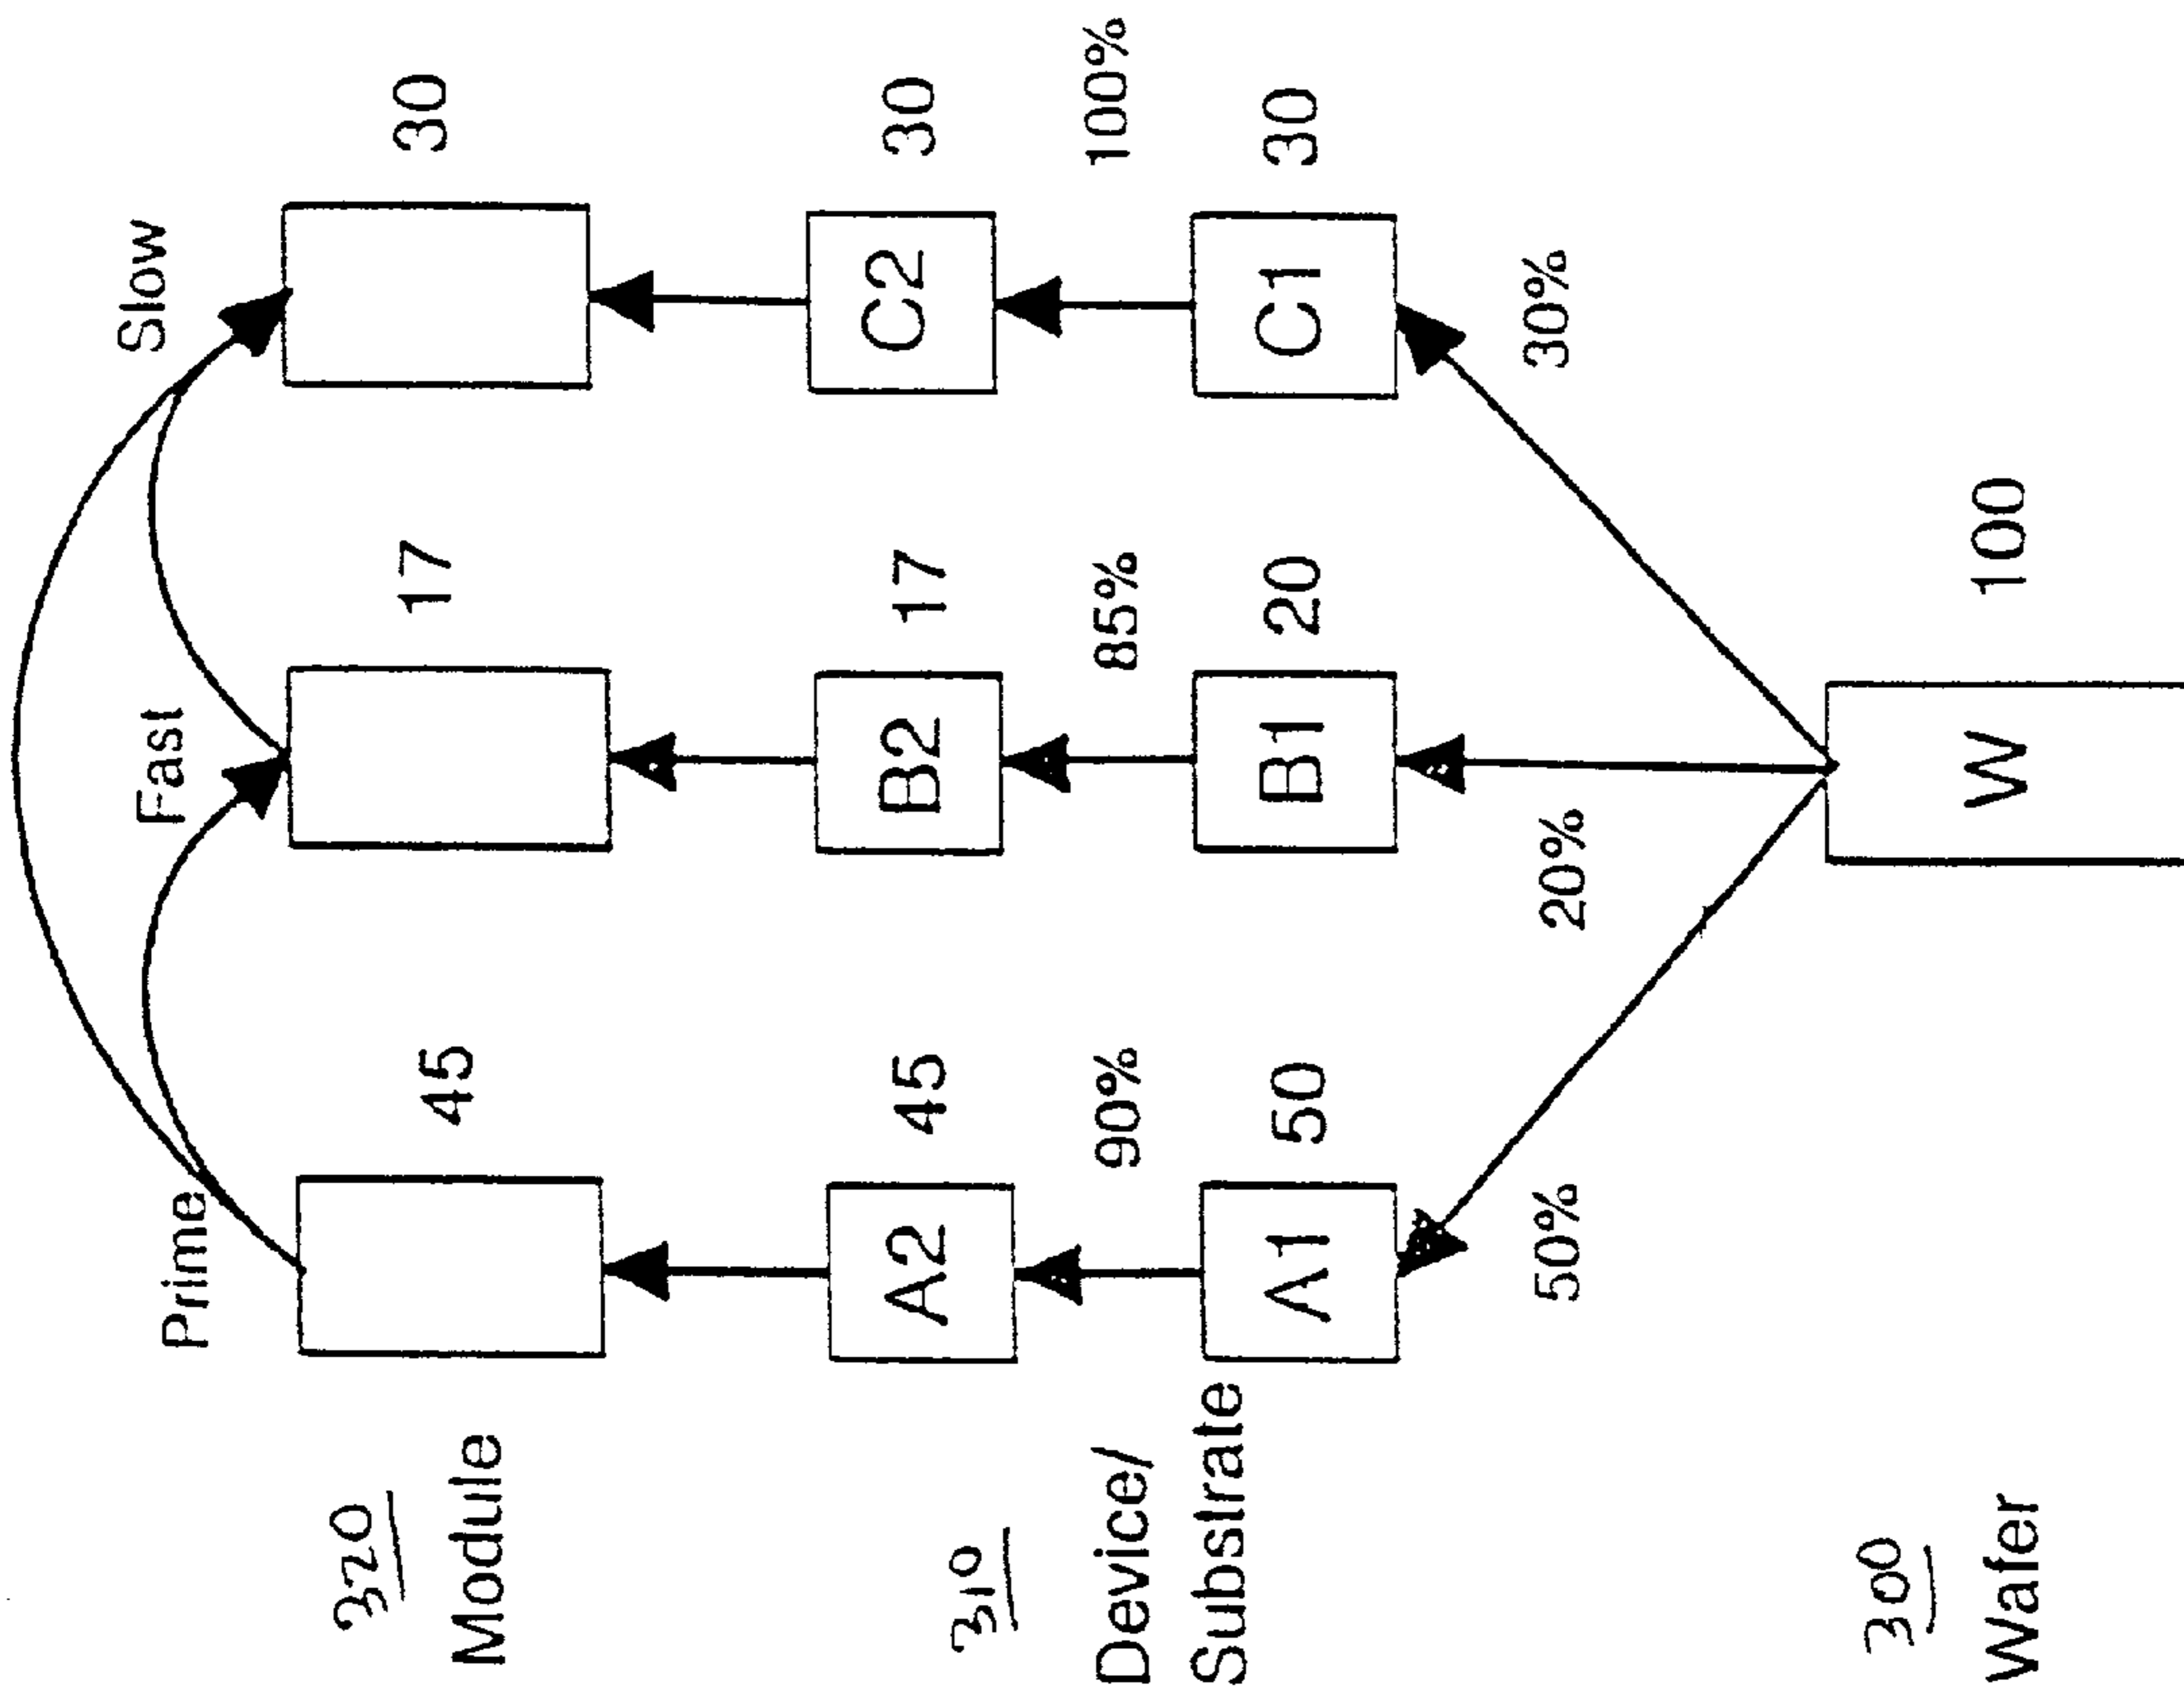 Prime
Fast
Slow
320
45
17
30
Module
A2
45
B2
17
C2
30
310
Device/
Substrate
90%
85%
100%
A1
50
B1
20
C1
30
50%
20%
30%
300
Wafer
W
100